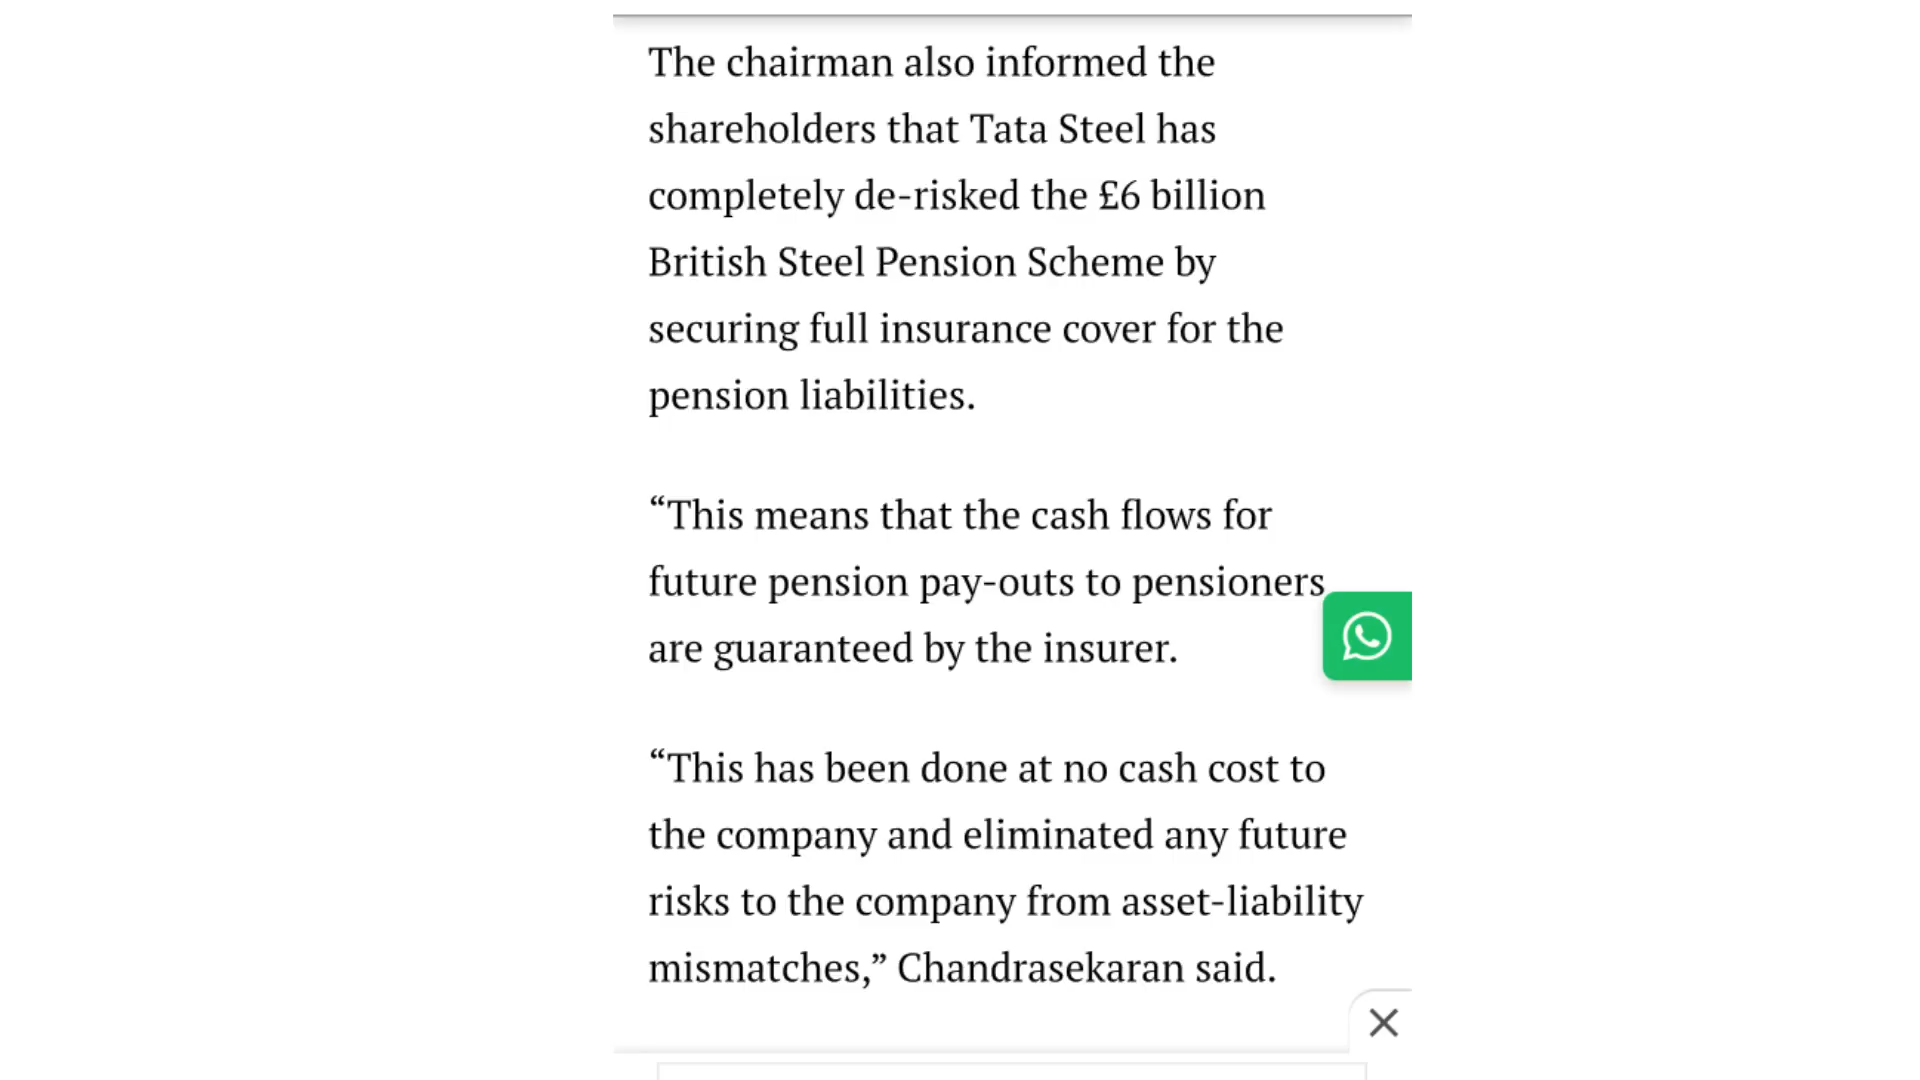 The chairman also informed the
shareholders that Tata Steel has
completely de-risked the £6 billion
British Steel Pension Scheme by
securing full insurance cover for the
pension liabilities.
“This means that the cash flows for
future pension pay-outs to pensioners
are guaranteed by the insurer.
“This has been done at no cash cost to
the company and eliminated any future
risks to the company from asset-liability
mismatches,” Chandrasekaran said.